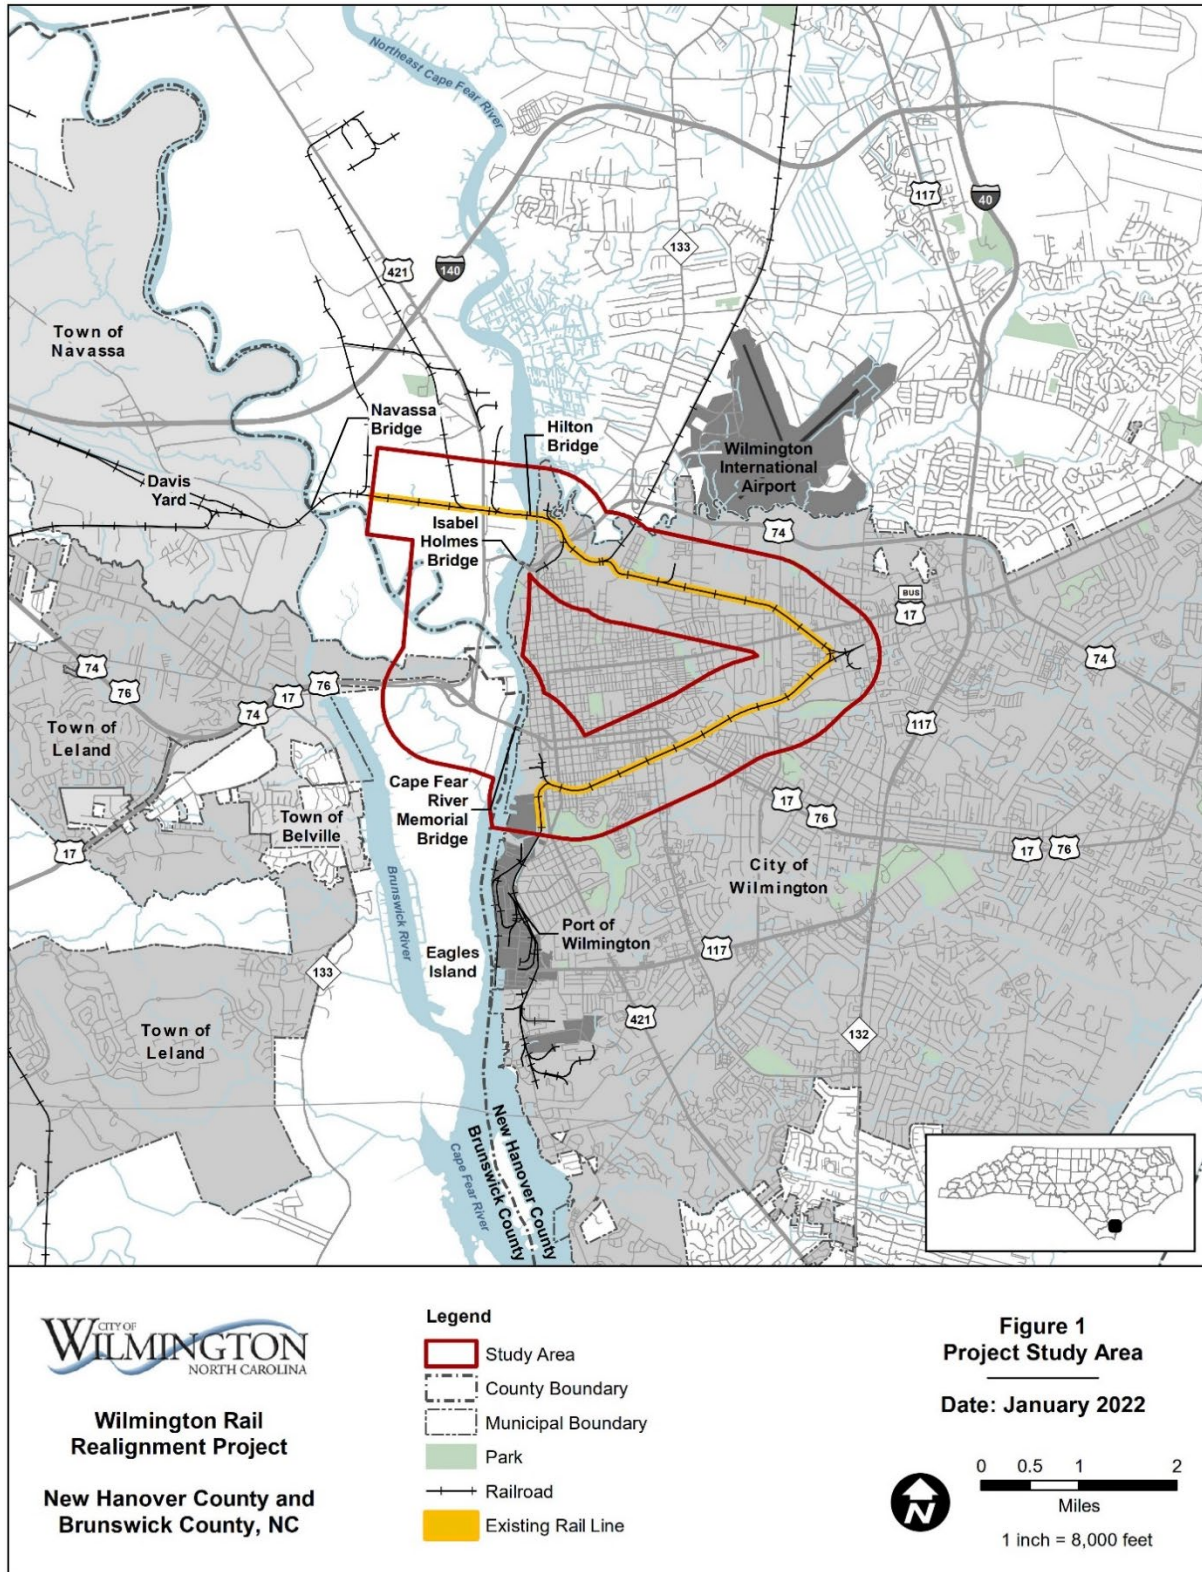 Northeast Cape Fear River
117
40
133
421
140
Town of
Navassa
Navassa
Bridge
Hilton
Bridge
Wilmington
International
Airport
Davis
Yard
Isabel
Holmes
Bridge
74
BUS
17
74
76
17
76
74
74
117
Town of
Leland
Cape Fear
River
Memorial
Bridge
Town of
Belville
17
76
17
17
76
City of
Wilmington
Brunswick River
Port of
Wilmington
117
Eagles
Island
133
421
132
Town of
Leland
New Hanover County
Brunswick County
Cape Fear River
CITY OF
WILMINGTON
NORTH CAROLINA
Wilmington Rail
Realignment Project
New Hanover County and
Brunswick County, NC
Legend
Study Area
County Boundary
Municipal Boundary
Park
Railroad
Existing Rail Line
Figure 1
Project Study Area
Date: January 2022
N
0 0.5 1 2
Miles
1 inch = 8,000 feet